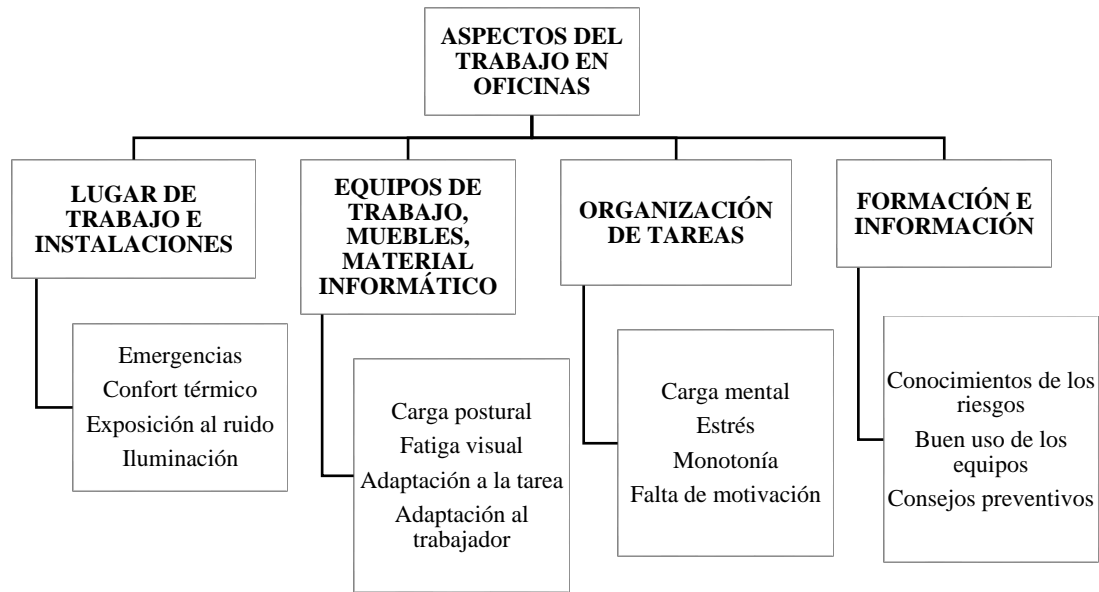 ASPECTOS DEL
TRABAJO EN
OFICINAS
LUGAR DE
TRABAJO E
INSTALACIONES
Emergencias
Confort térmico
Exposición al ruido
Iluminación
EQUIPOS DE
TRABAJO,
MUEBLES,
MATERIAL
INFORMÁTICO
Carga postural
Fatiga visual
Adaptación a la tarea
Adaptación al
trabajador
ORGANIZACIÓN
DE TAREAS
Carga mental
Estrés
Monotonía
Falta de motivación
FORMACIÓN E
INFORMACIÓN
Conocimientos de los
riesgos
Buen uso de los
equipos
Consejos preventivos